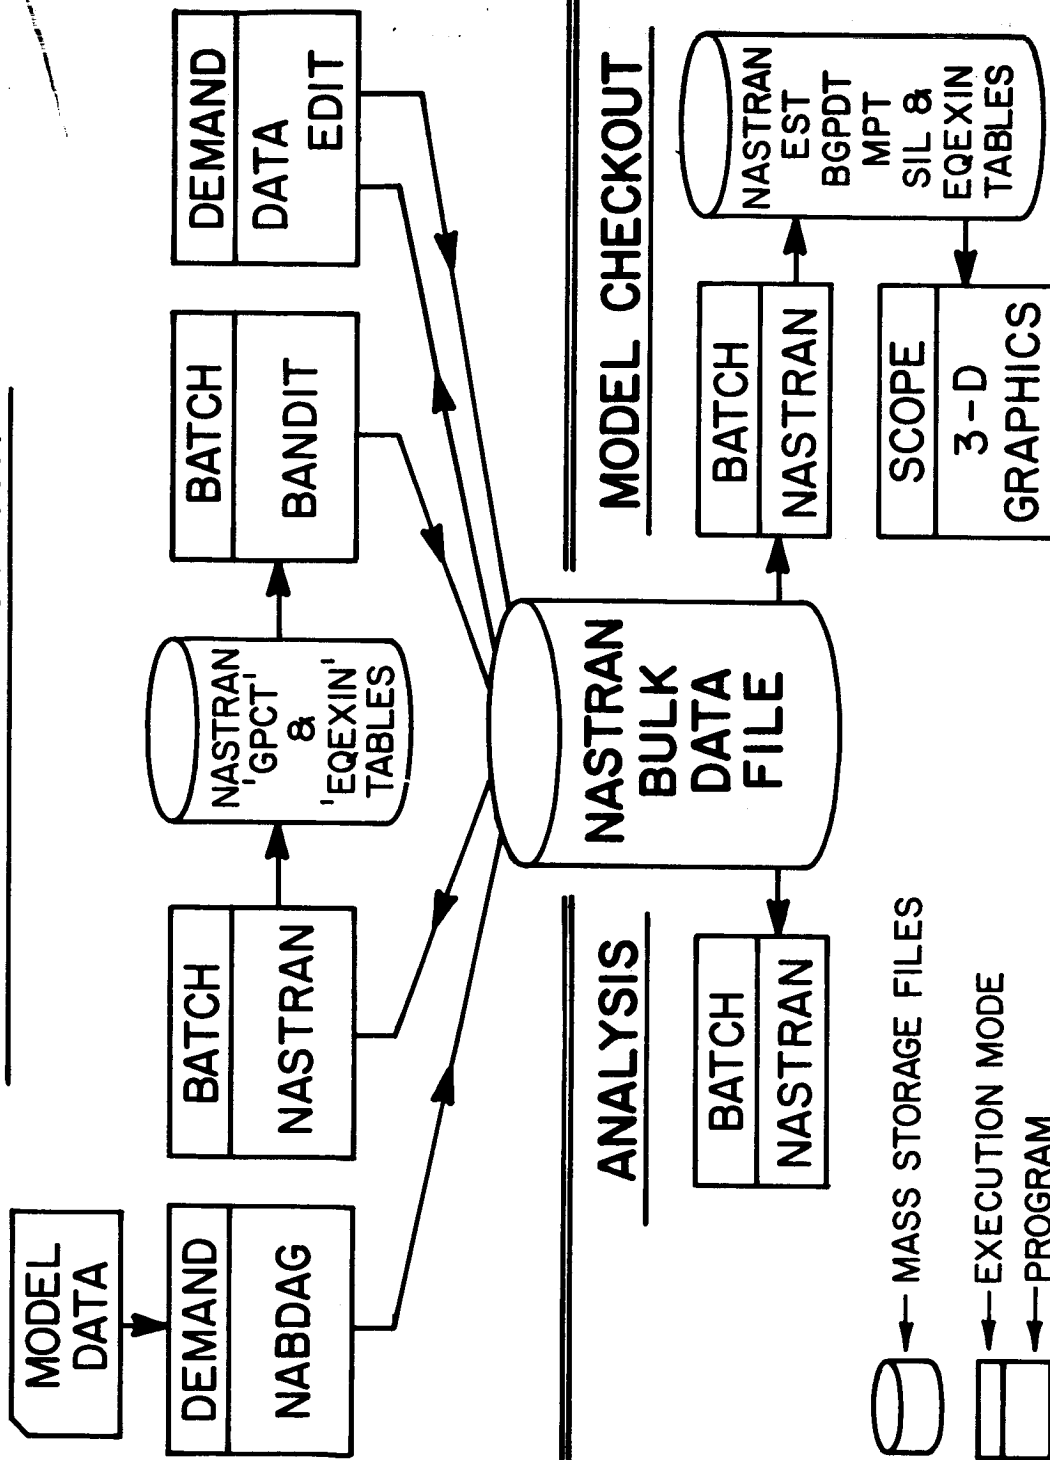 MODEL
DATA
DEMAND
NABDAG
BATCH
NASTRAN
NASTRAN
'GPCT'
&
'EQEXIN'
TABLES
BATCH
BANDIT
DEMAND
DATA
EDIT
NASTRAN
BULK
DATA
FILE
ANALYSIS
BATCH
NASTRAN
MODEL CHECKOUT
BATCH
NASTRAN
NASTRAN
EST
BGPDT
MPT
SIL &
EQEXIN
TABLES
SCOPE
3-D
GRAPHICS
MASS STORAGE FILES
EXECUTION MODE
PROGRAM